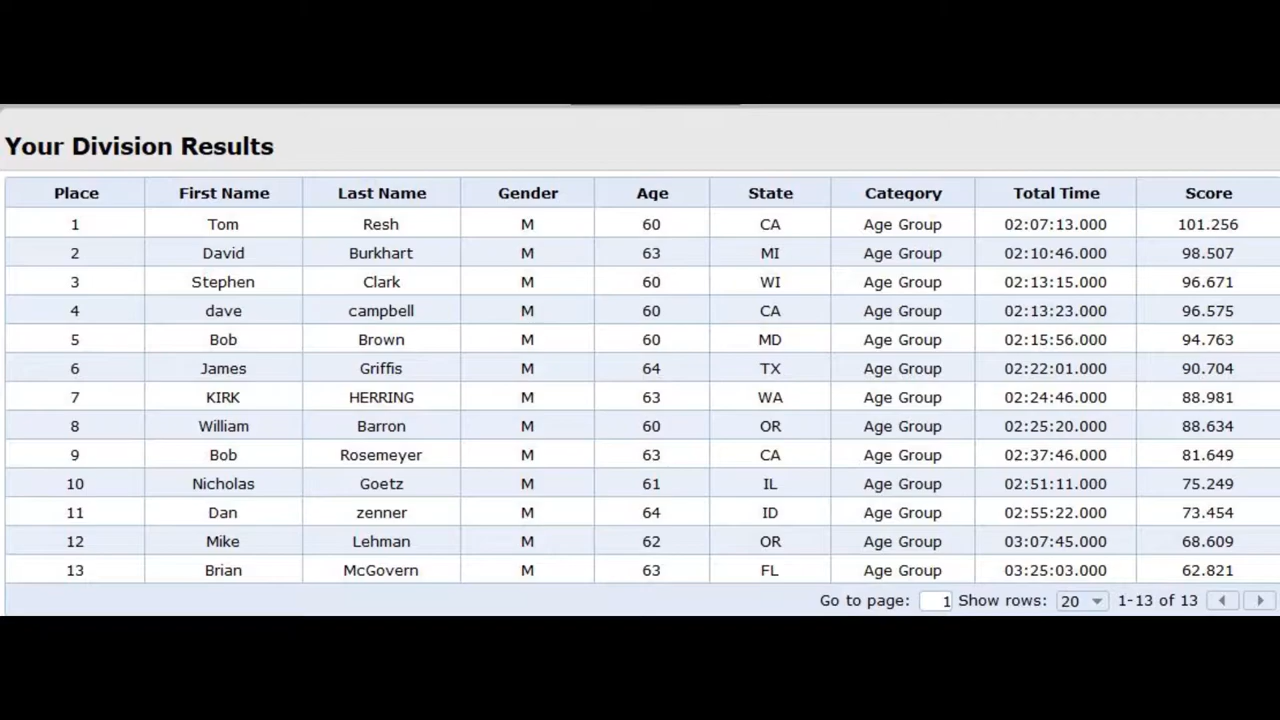 Your Division Results
Place First Name Last Name Gender Age State Category Total Time Score
1 Tom Resh M 60 CA Age Group 02:07:13.000 101.256
2 David Burkhart M 63 MI Age Group 02:10:46.000 98.507
3 Stephen Clark M 60 WI Age Group 02:13:15.000 96.671
4 dave campbell M 60 CA Age Group 02:13:23.000 96.575
5 Bob Brown M 60 MD Age Group 02:15:56.000 94.763
6 James Griffis M 64 TX Age Group 02:22:01.000 90.704
7 KIRK HERRING M 63 WA Age Group 02:24:46.000 88.981
8 William Barron M 60 OR Age Group 02:25:20.000 88.634
9 Bob Rosemeyer M 63 CA Age Group 02:37:46.000 81.649
10 Nicholas Goetz M 61 IL Age Group 02:51:11.000 75.249
11 Dan zenner M 64 ID Age Group 02:55:22.000 73.454
12 Mike Lehman M 62 OR Age Group 03:07:45.000 68.609
13 Brian McGovern M 63 FL Age Group 03:25:03.000 62.821
Go to page: 1 Show rows: 20 1-13 of 13